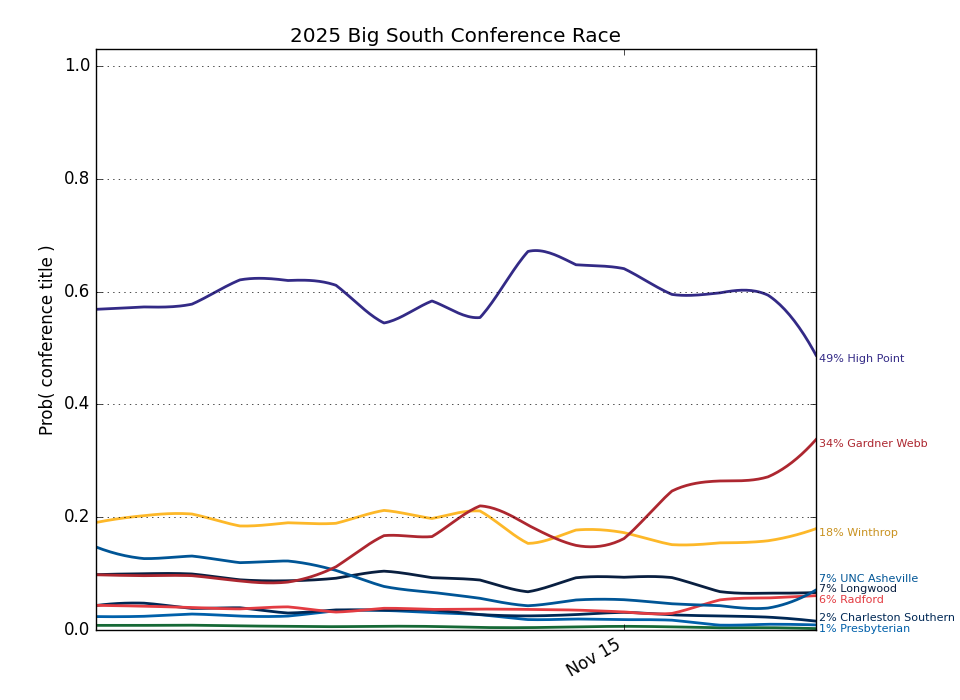 2025 Big South Conference Race
1.0
0.8
0.6
0.4
0.2
0.0
Prob( conference title )
Nov 15
49% High Point
34% Gardner Webb
18% Winthrop
7% UNC Asheville
7% Longwood
6% Radford
2% Charleston Southern
1% Presbyterian